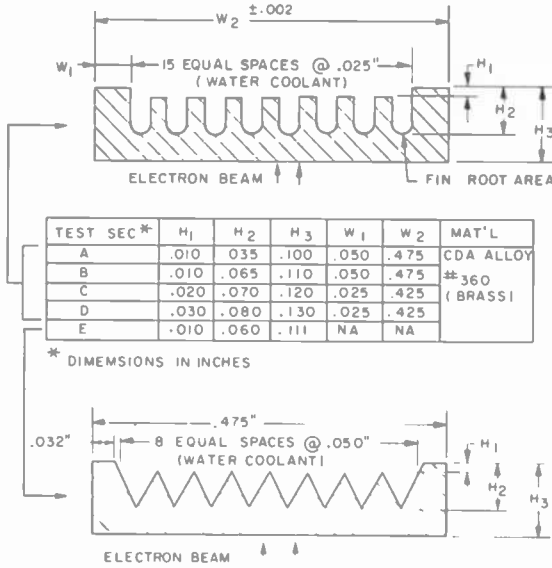 W₂ ±.002
W₁
15 EQUAL SPACES @ .025"
(WATER COOLANT)
H₁
H₂
H₃
ELECTRON BEAM
FIN ROOT AREA
TEST SEC* H₁ H₂ H₃ W₁ W₂ MAT'L
A .010 035 .100 .050 .475 CDA ALLOY
B .010 .065 .110 .050 .475 #360
C .020 .070 .120 .025 .425 (BRASS)
D .030 .080 .130 .025 .425
E .010 .060 .111 NA NA
* DIMEMSIONS IN INCHES
.475"
.032"
8 EQUAL SPACES @ .050"
(WATER COOLANT)
H₁
H₂
H₃
ELECTRON BEAM